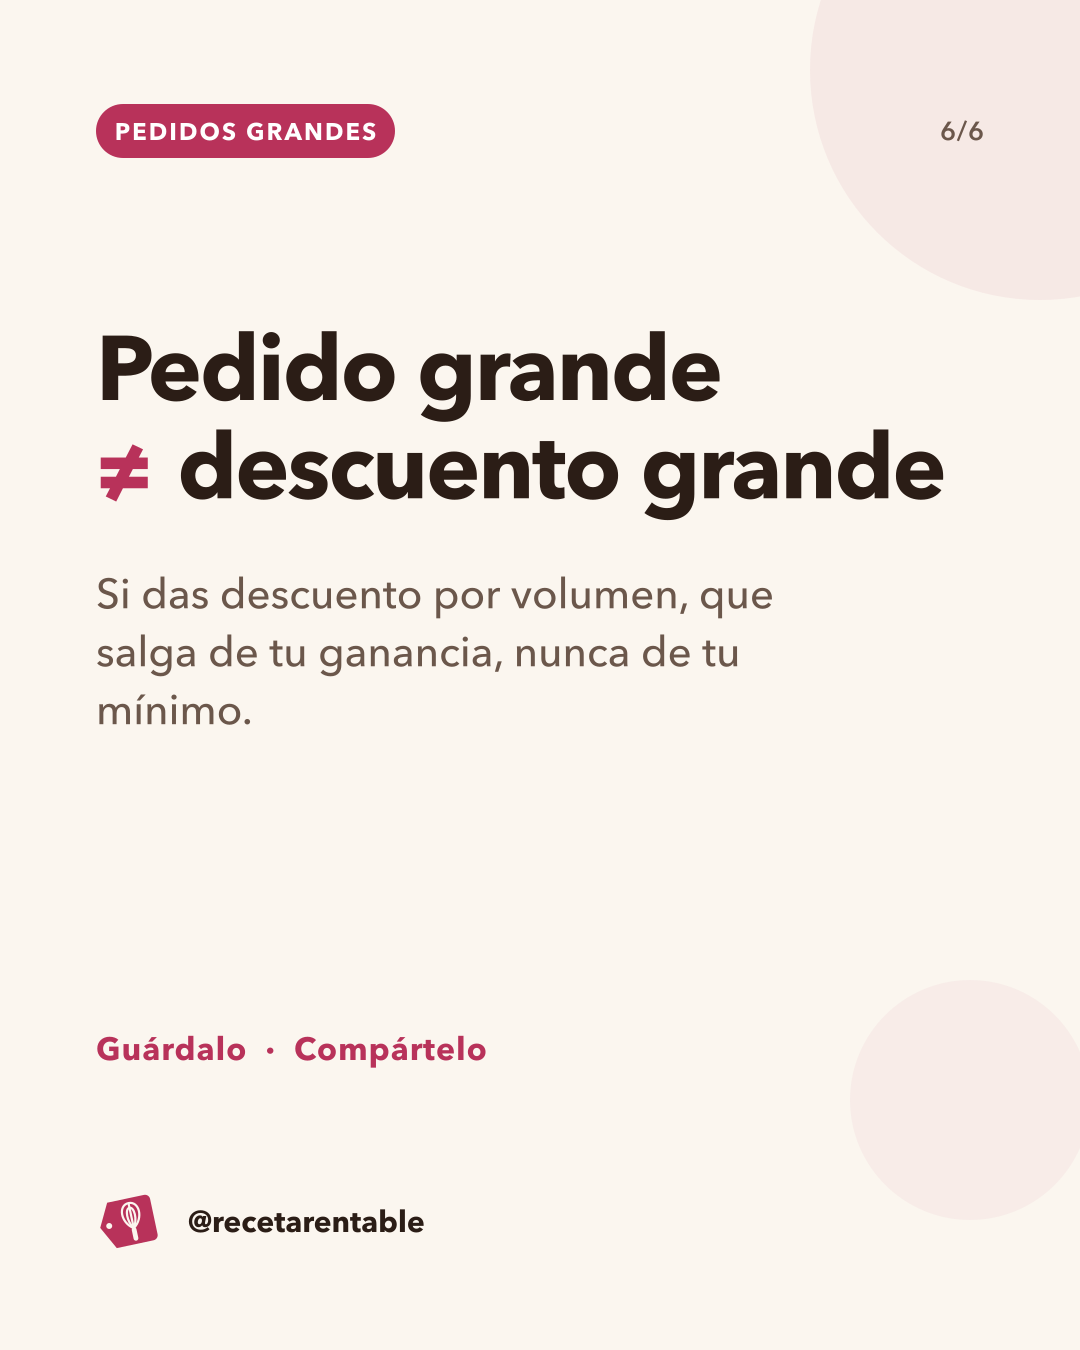 PEDIDOS GRANDES
6/6
Pedido grande
≠ descuento grande
Si das descuento por volumen, que
salga de tu ganancia, nunca de tu
mínimo.
Guárdalo · Compártelo
@recetarentable